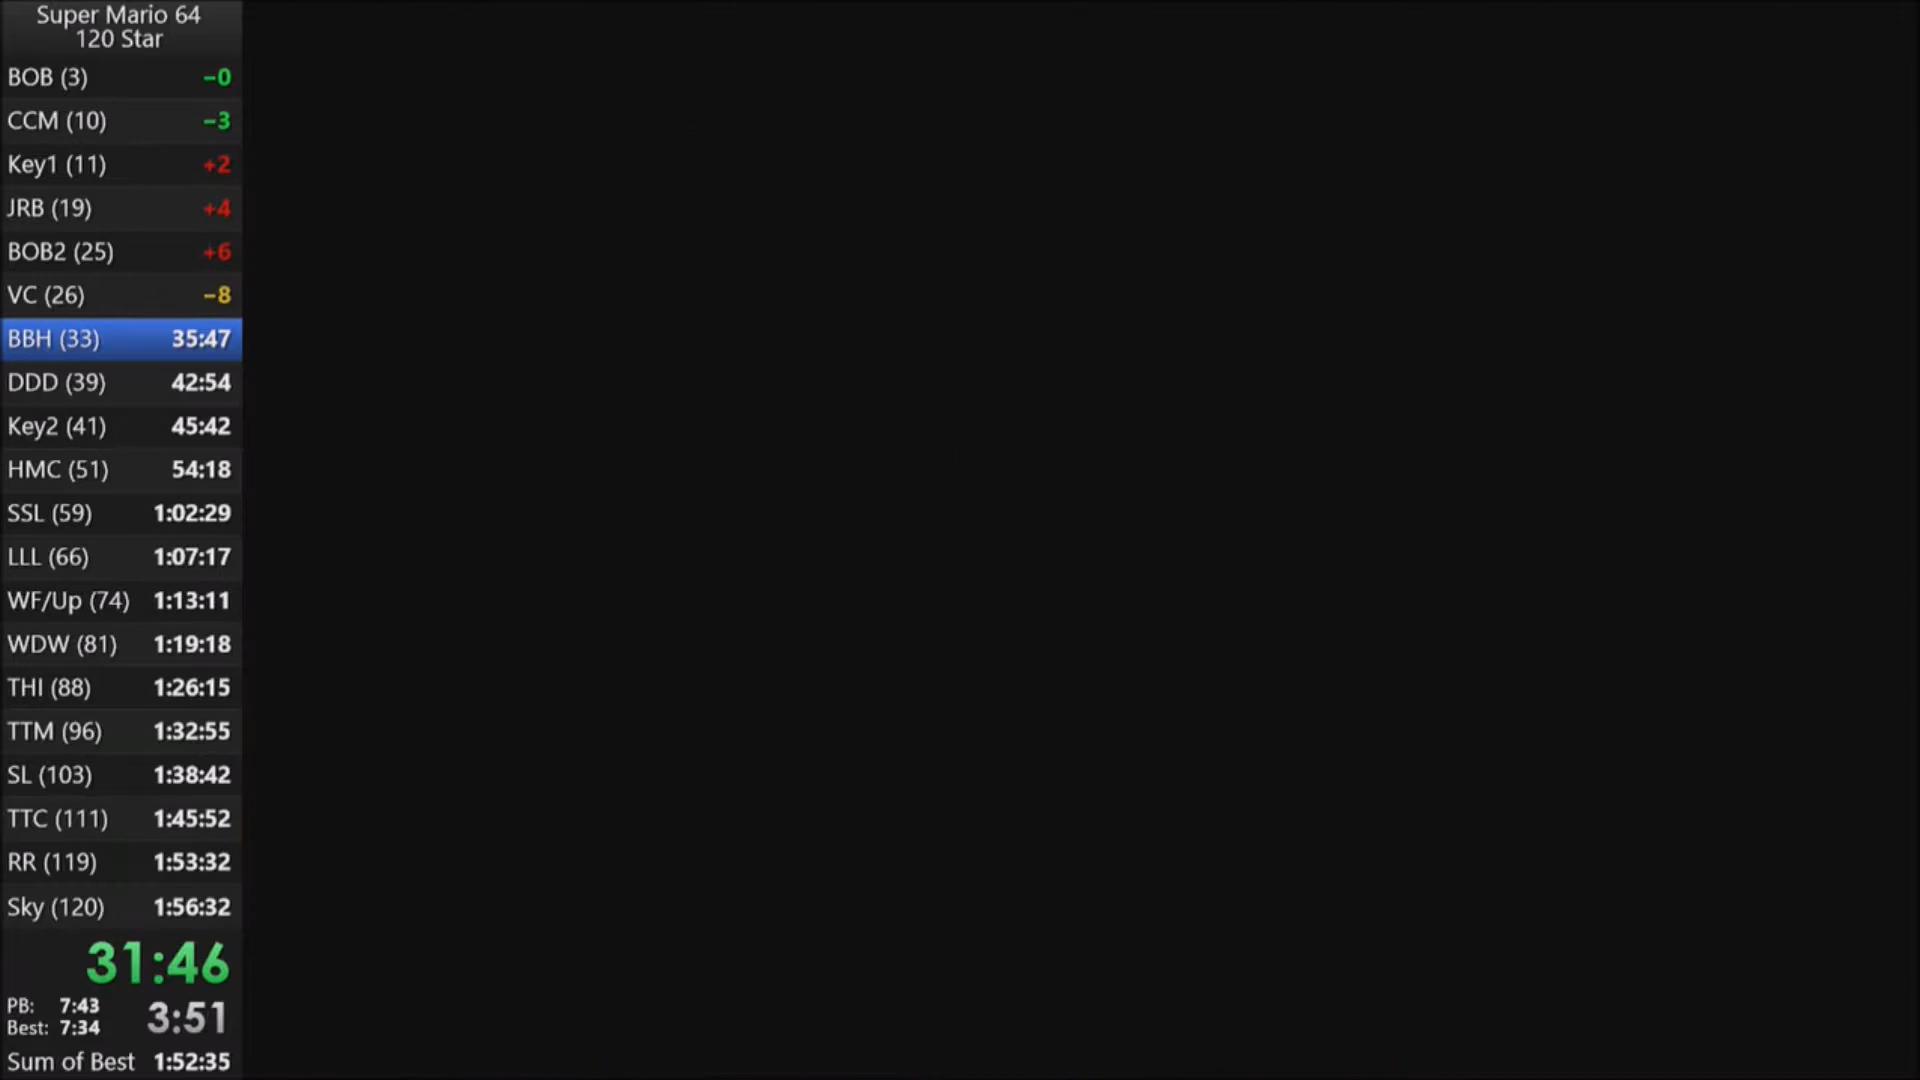 Super Mario 64
120 Star
BOB (3) −0
CCM (10) −3
Key1 (11) +2
JRB (19) +4
BOB2 (25) +6
VC (26) −8
BBH (33) 35:47
DDD (39) 42:54
Key2 (41) 45:42
HMC (51) 54:18
SSL (59) 1:02:29
LLL (66) 1:07:17
WF/Up (74) 1:13:11
WDW (81) 1:19:18
THI (88) 1:26:15
TTM (96) 1:32:55
SL (103) 1:38:42
TTC (111) 1:45:52
RR (119) 1:53:32
Sky (120) 1:56:32
31:46
PB: 7:43
Best: 7:34
3:51
Sum of Best 1:52:35